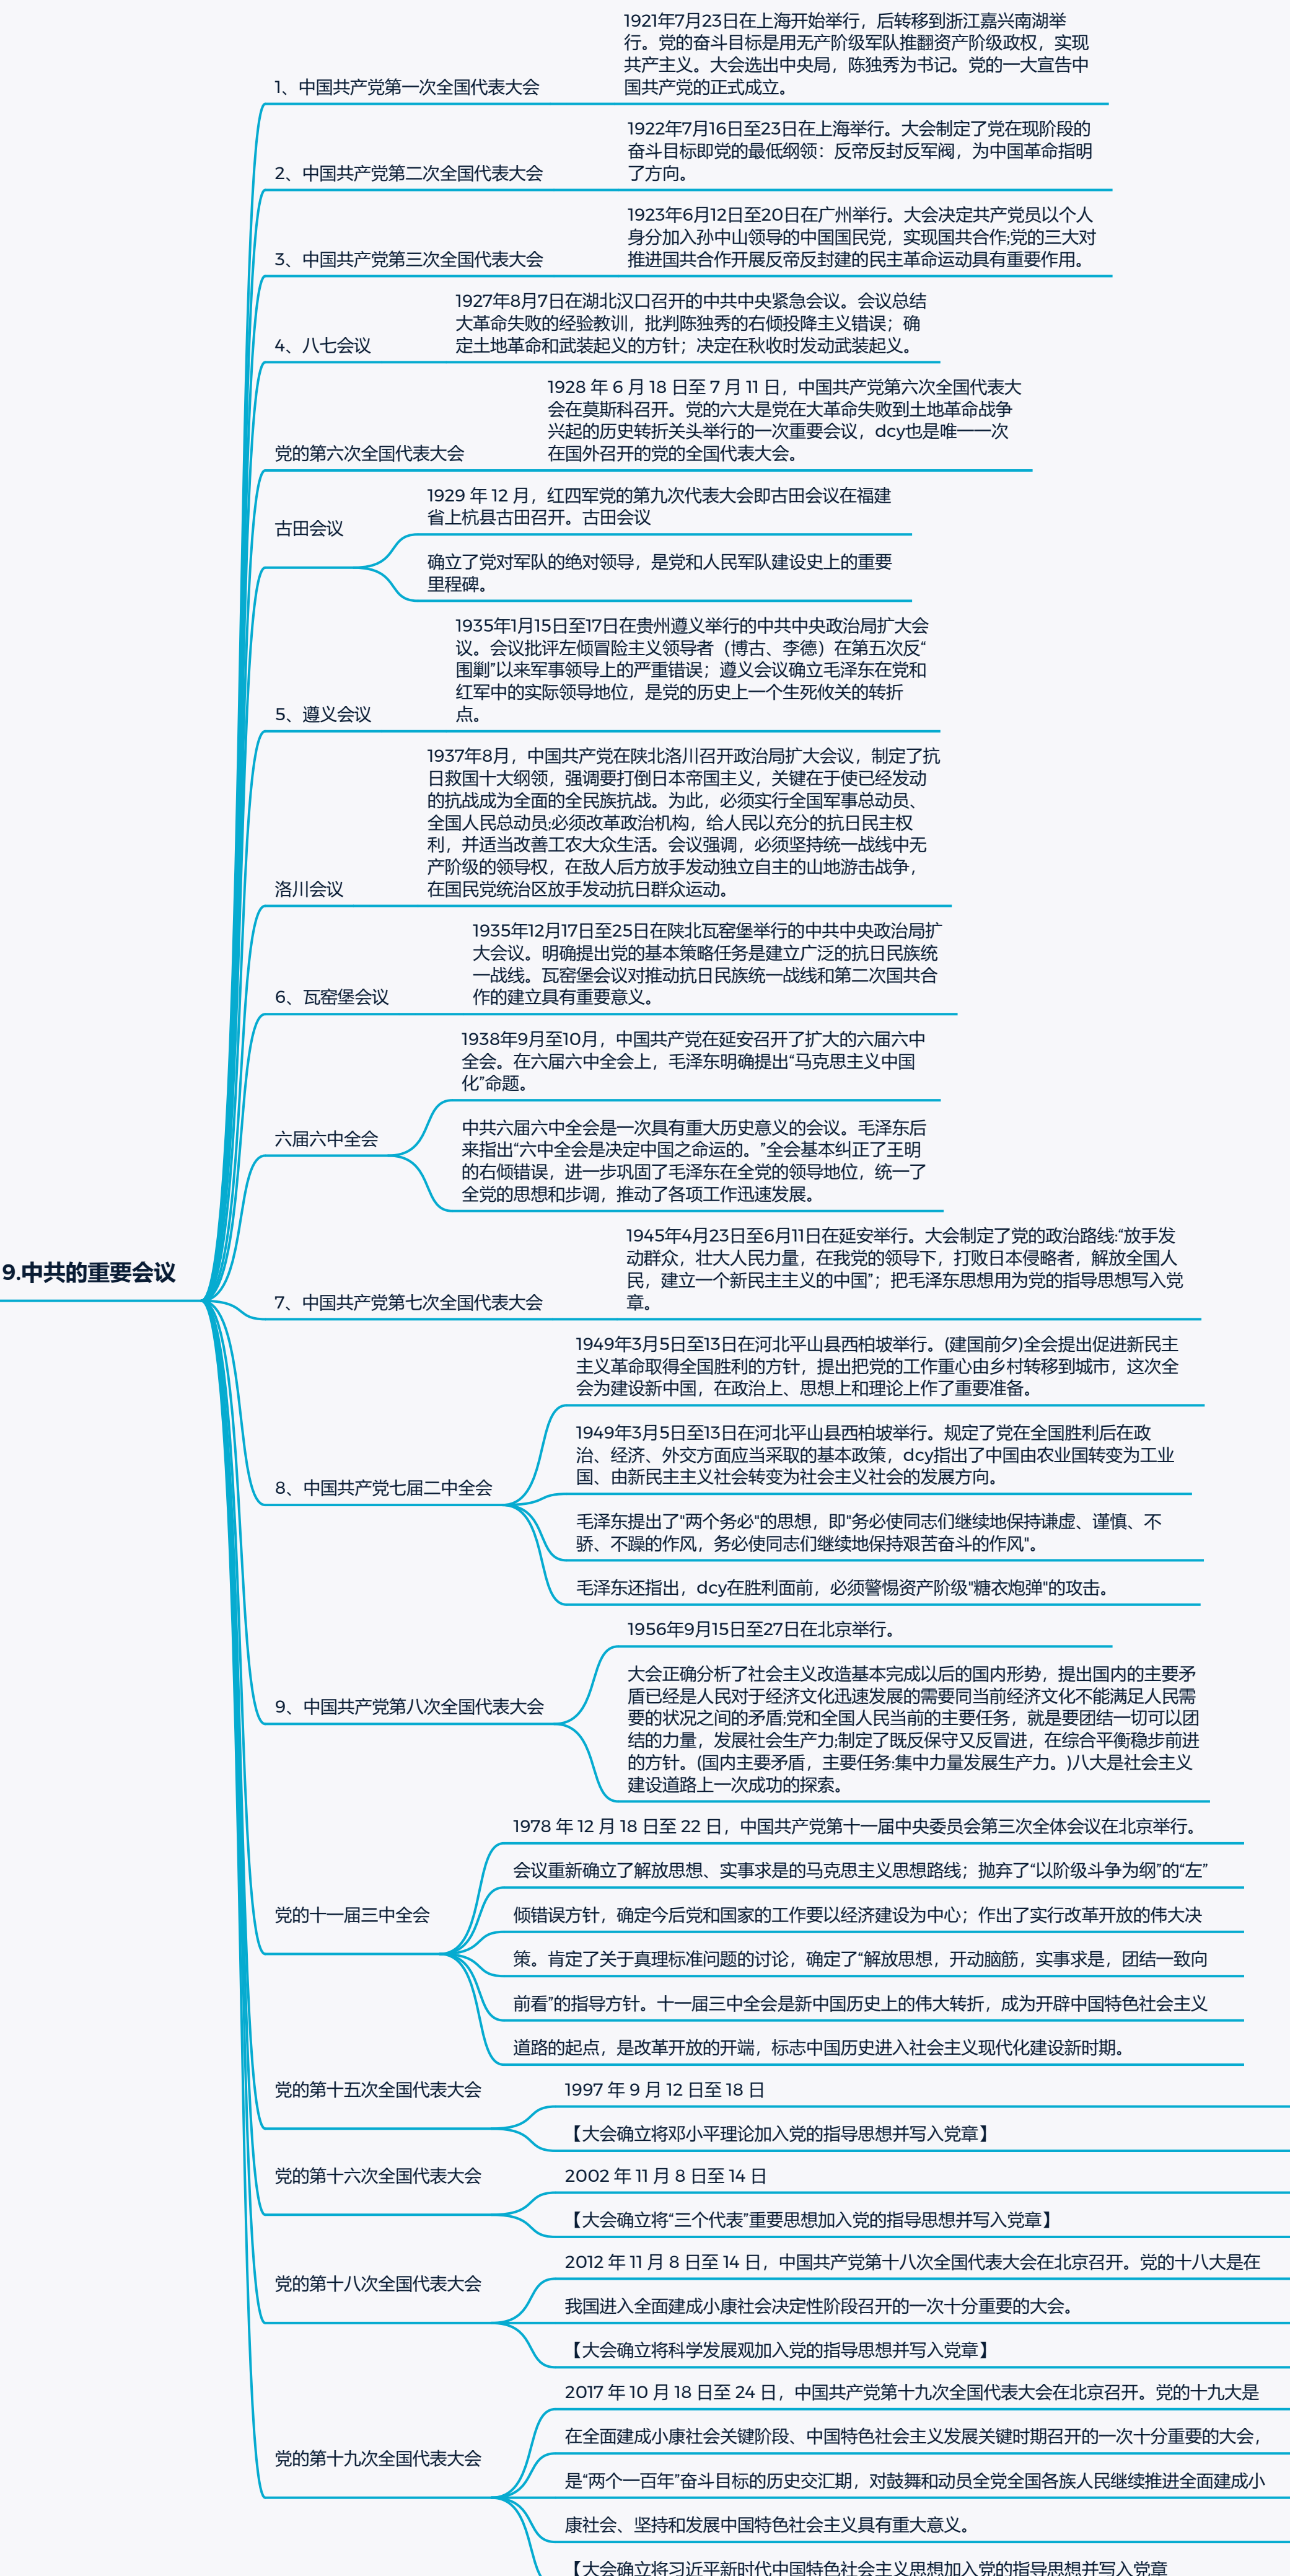 9.中共的重要会议
1、中国共产党第一次全国代表大会
1921年7月23日在上海开始举行，后转移到浙江嘉兴南湖举
行。党的奋斗目标是用无产阶级军队推翻资产阶级政权，实现
共产主义。大会选出中央局，陈独秀为书记。党的一大宣告中
国共产党的正式成立。
2、中国共产党第二次全国代表大会
1922年7月16日至23日在上海举行。大会制定了党在现阶段的
奋斗目标即党的最低纲领：反帝反封反军阀，为中国革命指明
了方向。
3、中国共产党第三次全国代表大会
1923年6月12日至20日在广州举行。大会决定共产党员以个人
身分加入孙中山领导的中国国民党，实现国共合作;党的三大对
推进国共合作开展反帝反封建的民主革命运动具有重要作用。
4、八七会议
1927年8月7日在湖北汉口召开的中共中央紧急会议。会议总结
大革命失败的经验教训，批判陈独秀的右倾投降主义错误；确
定土地革命和武装起义的方针；决定在秋收时发动武装起义。
党的第六次全国代表大会
1928 年 6 月 18 日至 7 月 11 日，中国共产党第六次全国代表大
会在莫斯科召开。党的六大是党在大革命失败到土地革命战争
兴起的历史转折关头举行的一次重要会议，dcy也是唯一一次
在国外召开的党的全国代表大会。
古田会议
1929 年 12 月，红四军党的第九次代表大会即古田会议在福建
省上杭县古田召开。古田会议
确立了党对军队的绝对领导，是党和人民军队建设史上的重要
里程碑。
5、遵义会议
1935年1月15日至17日在贵州遵义举行的中共中央政治局扩大会
议。会议批评左倾冒险主义领导者（博古、李德）在第五次反“
围剿”以来军事领导上的严重错误；遵义会议确立毛泽东在党和
红军中的实际领导地位，是党的历史上一个生死攸关的转折
点。
洛川会议
1937年8月，中国共产党在陕北洛川召开政治局扩大会议，制定了抗
日救国十大纲领，强调要打倒日本帝国主义，关键在于使已经发动
的抗战成为全面的全民族抗战。为此，必须实行全国军事总动员、
全国人民总动员;必须改革政治机构，给人民以充分的抗日民主权
利，并适当改善工农大众生活。会议强调，必须坚持统一战线中无
产阶级的领导权，在敌人后方放手发动独立自主的山地游击战争，
在国民党统治区放手发动抗日群众运动。
6、瓦窑堡会议
1935年12月17日至25日在陕北瓦窑堡举行的中共中央政治局扩
大会议。明确提出党的基本策略任务是建立广泛的抗日民族统
一战线。瓦窑堡会议对推动抗日民族统一战线和第二次国共合
作的建立具有重要意义。
六届六中全会
1938年9月至10月，中国共产党在延安召开了扩大的六届六中
全会。在六届六中全会上，毛泽东明确提出“马克思主义中国
化”命题。
中共六届六中全会是一次具有重大历史意义的会议。毛泽东后
来指出“六中全会是决定中国之命运的。”全会基本纠正了王明
的右倾错误，进一步巩固了毛泽东在全党的领导地位，统一了
全党的思想和步调，推动了各项工作迅速发展。
7、中国共产党第七次全国代表大会
1945年4月23日至6月11日在延安举行。大会制定了党的政治路线:“放手发
动群众，壮大人民力量，在我党的领导下，打败日本侵略者，解放全国人
民，建立一个新民主主义的中国”；把毛泽东思想用为党的指导思想写入党
章。
8、中国共产党七届二中全会
1949年3月5日至13日在河北平山县西柏坡举行。(建国前夕)全会提出促进新民主
主义革命取得全国胜利的方针，提出把党的工作重心由乡村转移到城市，这次全
会为建设新中国，在政治上、思想上和理论上作了重要准备。
1949年3月5日至13日在河北平山县西柏坡举行。规定了党在全国胜利后在政
治、经济、外交方面应当采取的基本政策，dcy指出了中国由农业国转变为工业
国、由新民主主义社会转变为社会主义社会的发展方向。
毛泽东提出了"两个务必"的思想，即"务必使同志们继续地保持谦虚、谨慎、不
骄、不躁的作风，务必使同志们继续地保持艰苦奋斗的作风"。
毛泽东还指出，dcy在胜利面前，必须警惕资产阶级"糖衣炮弹"的攻击。
9、中国共产党第八次全国代表大会
1956年9月15日至27日在北京举行。
大会正确分析了社会主义改造基本完成以后的国内形势，提出国内的主要矛
盾已经是人民对于经济文化迅速发展的需要同当前经济文化不能满足人民需
要的状况之间的矛盾;党和全国人民当前的主要任务，就是要团结一切可以团
结的力量，发展社会生产力;制定了既反保守又反冒进，在综合平衡稳步前进
的方针。(国内主要矛盾，主要任务:集中力量发展生产力。)八大是社会主义
建设道路上一次成功的探索。
党的十一届三中全会
1978 年 12 月 18 日至 22 日，中国共产党第十一届中央委员会第三次全体会议在北京举行。
会议重新确立了解放思想、实事求是的马克思主义思想路线；抛弃了“以阶级斗争为纲”的“左”
倾错误方针，确定今后党和国家的工作要以经济建设为中心；作出了实行改革开放的伟大决
策。肯定了关于真理标准问题的讨论，确定了“解放思想，开动脑筋，实事求是，团结一致向
前看”的指导方针。十一届三中全会是新中国历史上的伟大转折，成为开辟中国特色社会主义
道路的起点，是改革开放的开端，标志中国历史进入社会主义现代化建设新时期。
党的第十五次全国代表大会
1997 年 9 月 12 日至 18 日
【大会确立将邓小平理论加入党的指导思想并写入党章】
党的第十六次全国代表大会
2002 年 11 月 8 日至 14 日
【大会确立将“三个代表”重要思想加入党的指导思想并写入党章】
党的第十八次全国代表大会
2012 年 11 月 8 日至 14 日，中国共产党第十八次全国代表大会在北京召开。党的十八大是在
我国进入全面建成小康社会决定性阶段召开的一次十分重要的大会。
【大会确立将科学发展观加入党的指导思想并写入党章】
党的第十九次全国代表大会
2017 年 10 月 18 日至 24 日，中国共产党第十九次全国代表大会在北京召开。党的十九大是
在全面建成小康社会关键阶段、中国特色社会主义发展关键时期召开的一次十分重要的大会，
是“两个一百年”奋斗目标的历史交汇期，对鼓舞和动员全党全国各族人民继续推进全面建成小
康社会、坚持和发展中国特色社会主义具有重大意义。
【大会确立将习近平新时代中国特色社会主义思想加入党的指导思想并写入党章